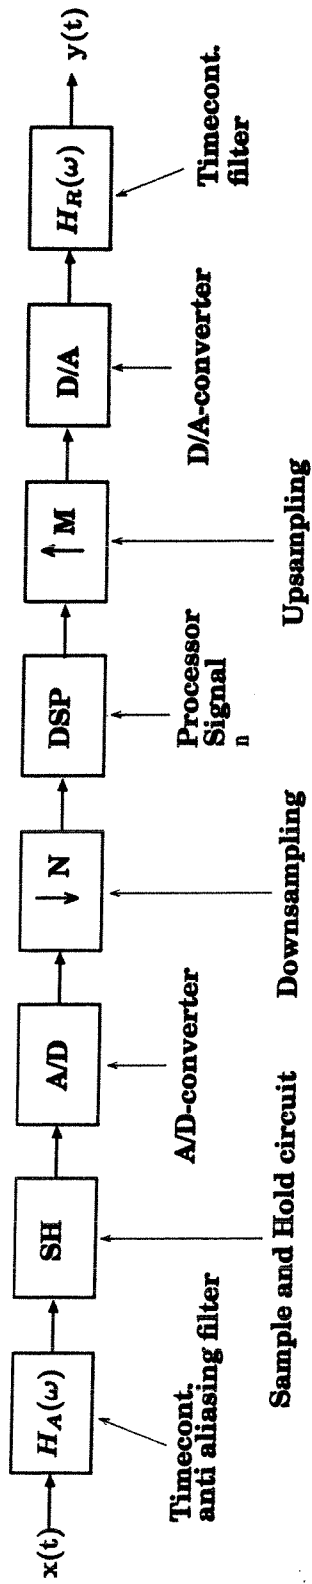 x(t)
H_A(ω)
SH
A/D
↓ N
DSP
↑ M
D/A
H_R(ω)
y(t)
Timecont.
anti aliasing filter
Sample and Hold circuit
A/D-converter
Downsampling
Processor
Signal
n
Upsampling
D/A-converter
Timecont.
filter